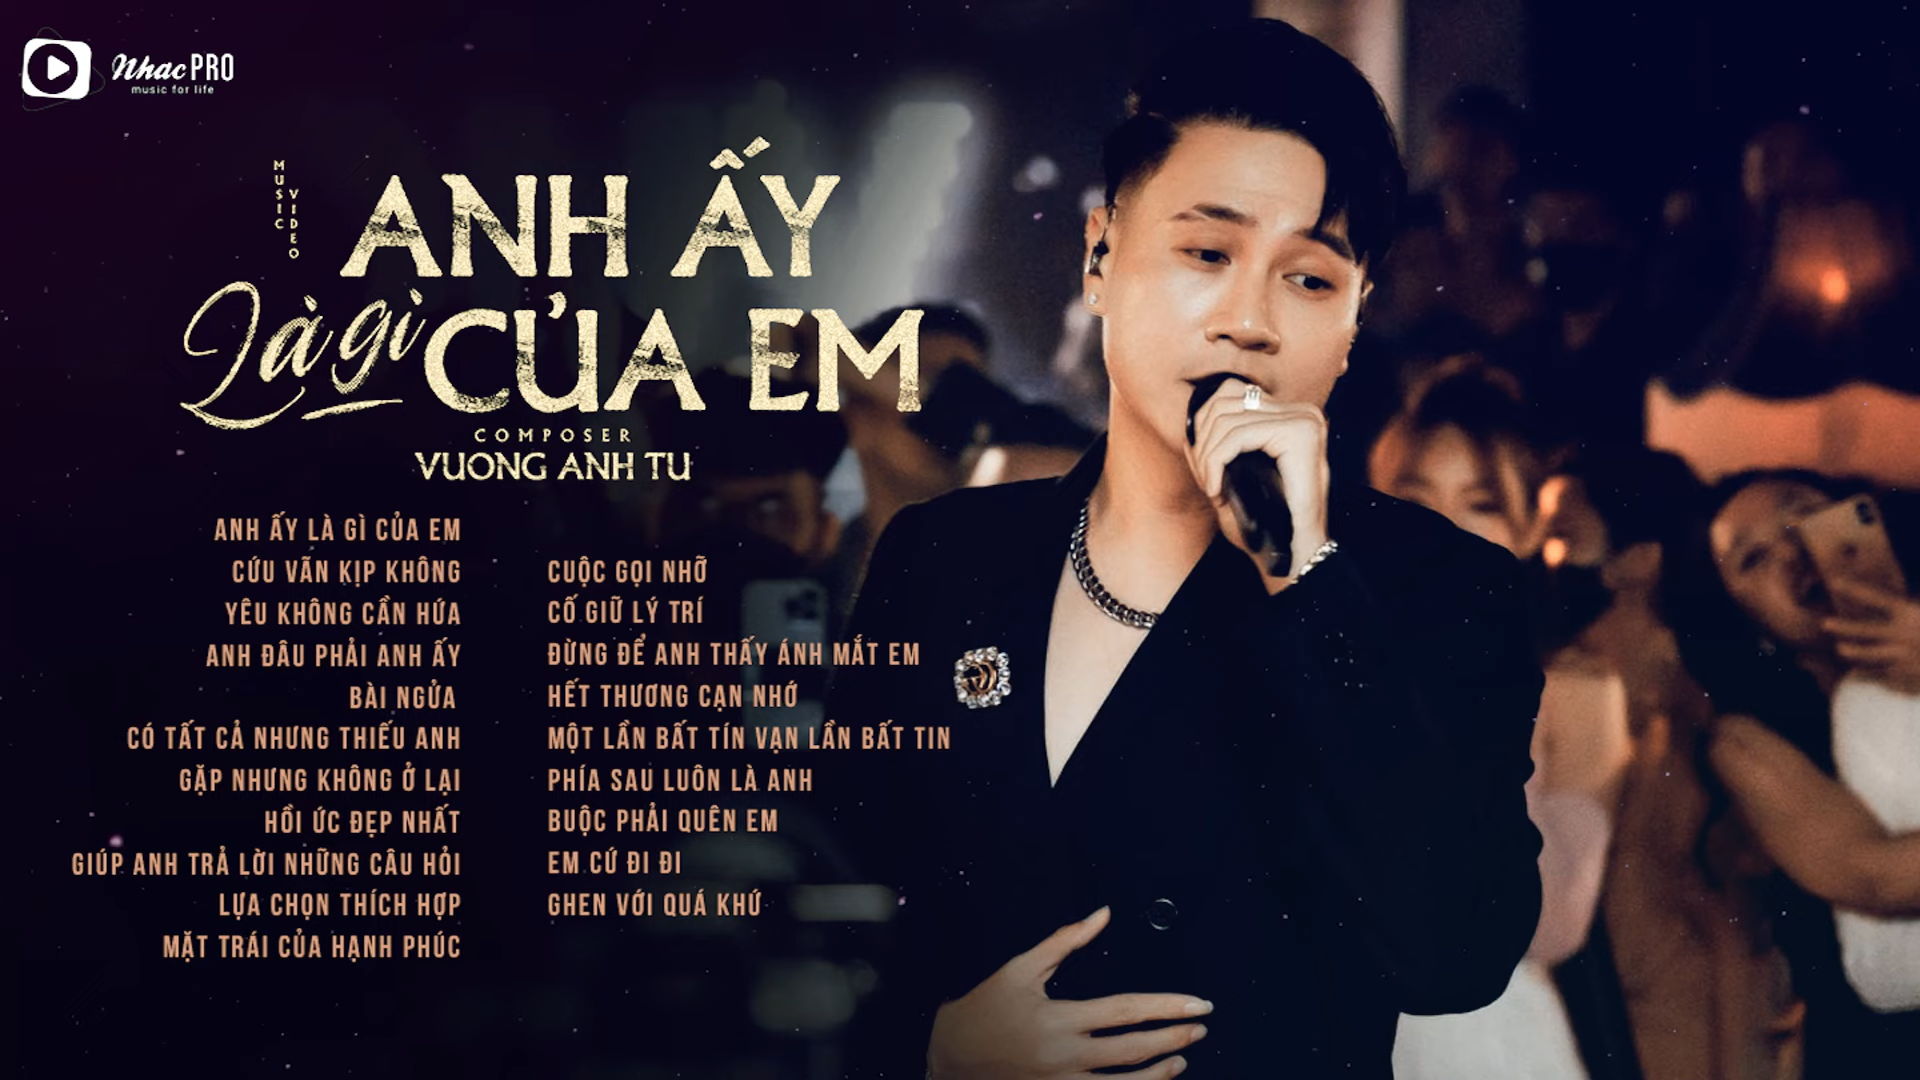 Nhac PRO
music for life
MUSIC
VIDEO
ANH ẤY
Là gì CỦA EM
COMPOSER
VUONG ANH TU
ANH ẤY LÀ GÌ CỦA EM
CỨU VÃN KỊP KHÔNG
YÊU KHÔNG CẦN HỨA
ANH ĐÂU PHẢI ANH ẤY
BÀI NGỬA
CÓ TẤT CẢ NHƯNG THIẾU ANH
GẶP NHƯNG KHÔNG Ở LẠI
HỒI ỨC ĐẸP NHẤT
GIÚP ANH TRẢ LỜI NHỮNG CÂU HỎI
LỰA CHỌN THÍCH HỢP
MẶT TRÁI CỦA HẠNH PHÚC
CUỘC GỌI NHỠ
CỐ GIỮ LÝ TRÍ
ĐỪNG ĐỂ ANH THẤY ÁNH MẮT EM
HẾT THƯƠNG CẠN NHỚ
MỘT LẦN BẤT TÍN VẠN LẦN BẤT TIN
PHÍA SAU LUÔN LÀ ANH
BUỘC PHẢI QUÊN EM
EM CỨ ĐI ĐI
GHEN VỚI QUÁ KHỨ